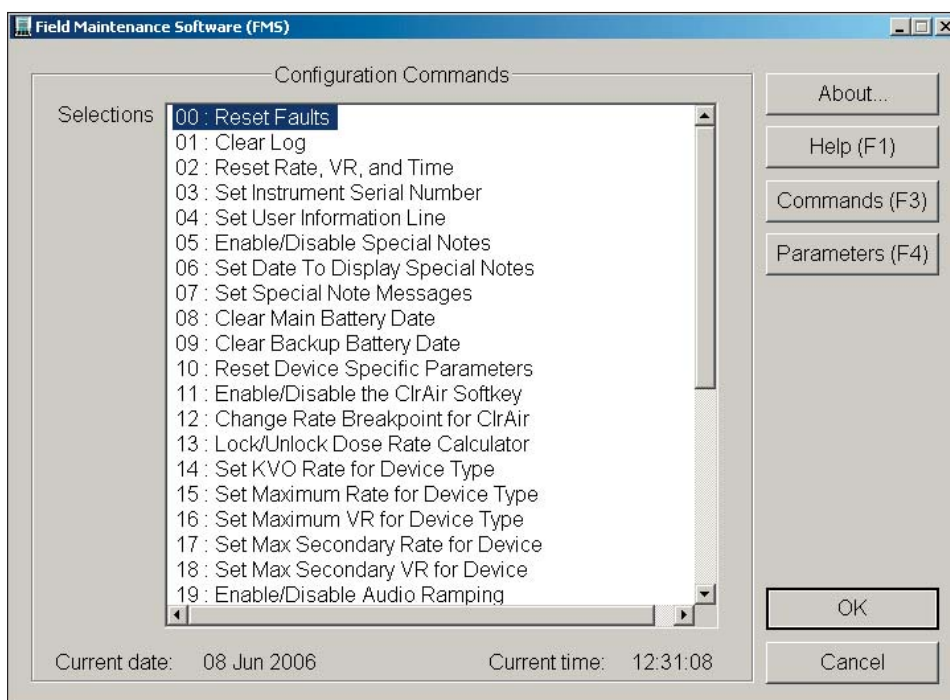 Field Maintenance Software (FMS)
Configuration Commands
Selections
00 : Reset Faults
01 : Clear Log
02 : Reset Rate, VR, and Time
03 : Set Instrument Serial Number
04 : Set User Information Line
05 : Enable/Disable Special Notes
06 : Set Date To Display Special Notes
07 : Set Special Note Messages
08 : Clear Main Battery Date
09 : Clear Backup Battery Date
10 : Reset Device Specific Parameters
11 : Enable/Disable the ClrAir Softkey
12 : Change Rate Breakpoint for ClrAir
13 : Lock/Unlock Dose Rate Calculator
14 : Set KVO Rate for Device Type
15 : Set Maximum Rate for Device Type
16 : Set Maximum VR for Device Type
17 : Set Max Secondary Rate for Device
18 : Set Max Secondary VR for Device
19 : Enable/Disable Audio Ramping
About...
Help (F1)
Commands (F3)
Parameters (F4)
OK
Cancel
Current date: 08 Jun 2006 Current time: 12:31:08